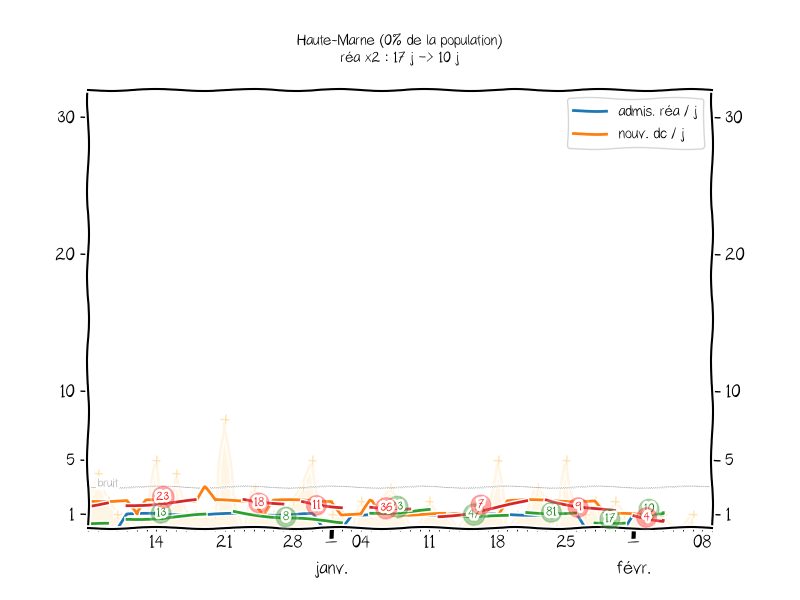 Haute-Marne (0% de la population)
réa x2 : 17 j -> 10 j
admis. réa / j
nouv. dc / j
30 30
20 20
10 10
5 5
1 1
bruit
23 18 11 36 3 7 9 10
13 8 47 81 17 4
14 21 28 04 11 18 25 08
janv. févr.